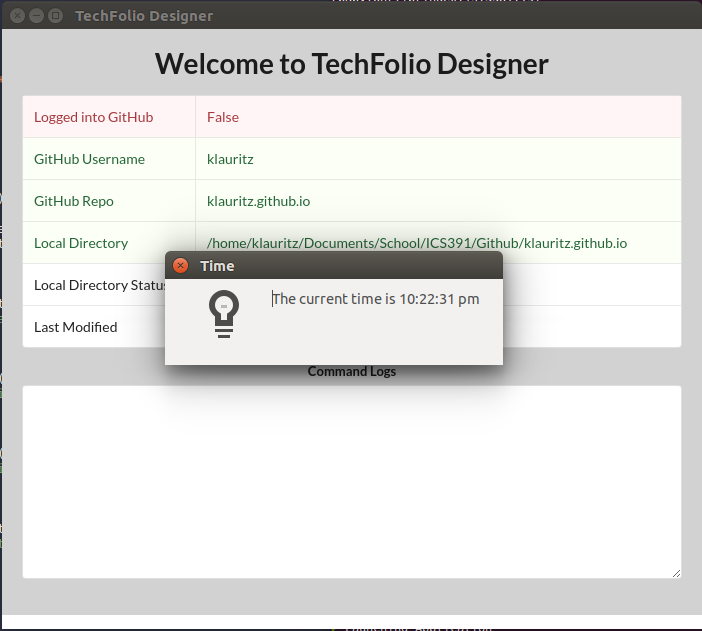 TechFolio Designer
Welcome to TechFolio Designer
Logged into GitHub False
GitHub Username klauritz
GitHub Repo klauritz.github.io
Local Directory /home/klauritz/Documents/School/ICS391/Github/klauritz.github.io
Time
Local Directory
The current time is 10:22:31 pm
Last Modified
Command Logs